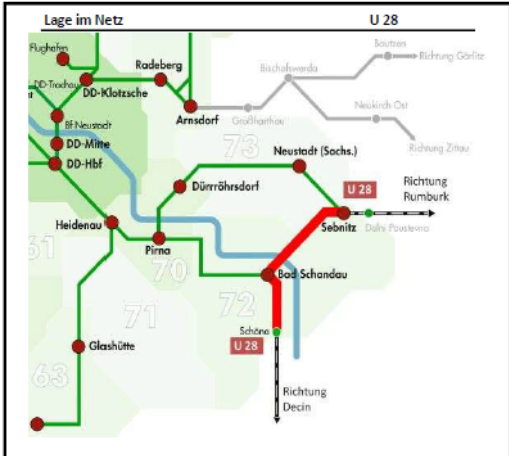 Lage im Netz
U 28
Flughafen
Radeberg
Bautzen
Richtung Görlitz
DD-Trachau
DD-Klotzsche
Bischofswerda
Bf Neustadt
Arnsdorf
Großharthau
Neukirch Ost
DD-Mitte
73
Richtung Zittau
DD-Hbf
Neustadt (Sachs.)
Dürrröhrsdorf
U 28
Richtung
Rumburk
Heidenau
Sebnitz
61
Pirna
70
Bad Schandau
72
71
Schöna
U 28
Glashütte
63
Richtung
Decin